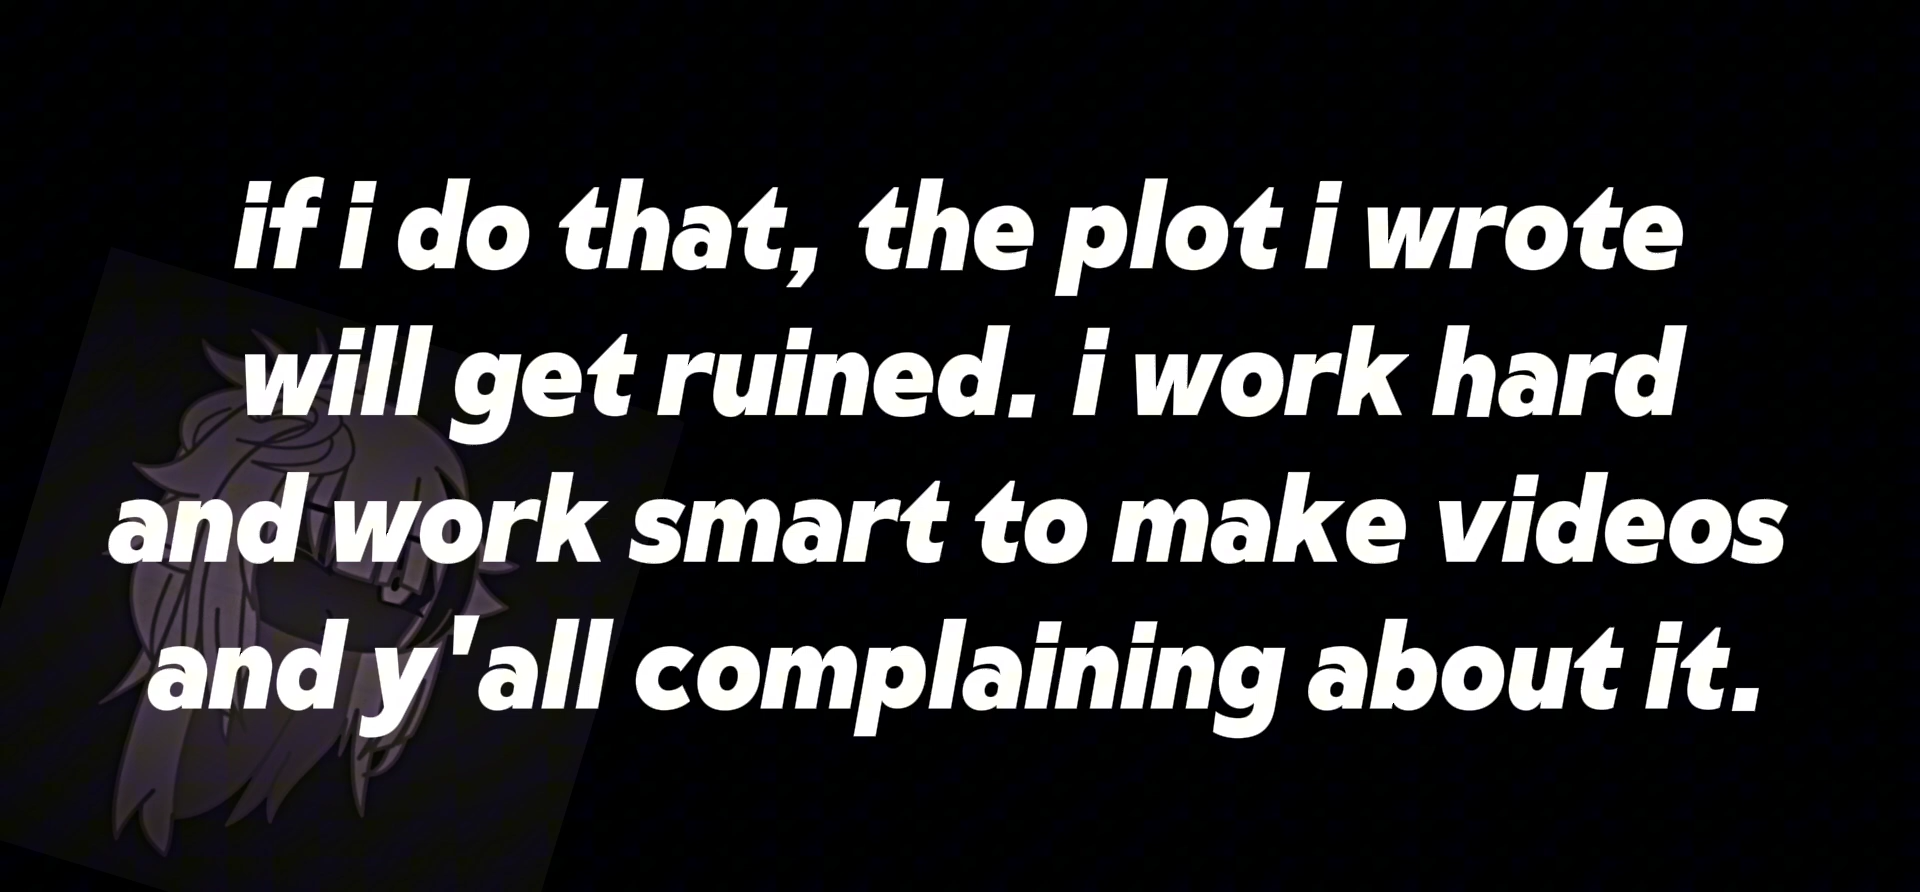 if i do that, the plot i wrote
will get ruined. i work hard
and work smart to make videos
and y'all complaining about it.